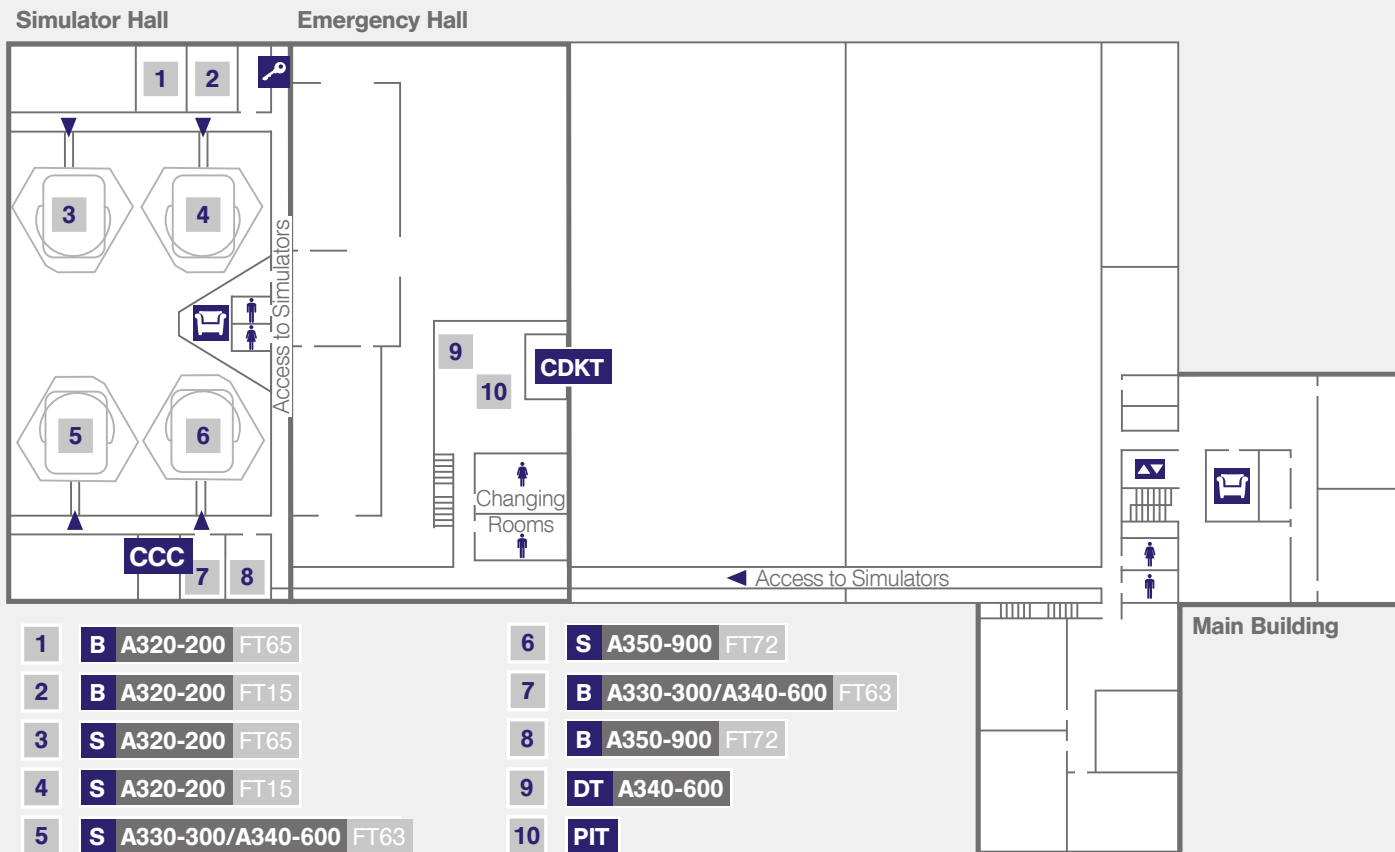 Simulator Hall
Emergency Hall
1
2
3
4
Access to Simulators
9
CDKT
10
5
6
Changing
Rooms
CCC
7
8
Access to Simulators
Main Building
1 B A320-200 FT65
2 B A320-200 FT15
3 S A320-200 FT65
4 S A320-200 FT15
5 S A330-300/A340-600 FT63
6 S A350-900 FT72
7 B A330-300/A340-600 FT63
8 B A350-900 FT72
9 DT A340-600
10 PIT